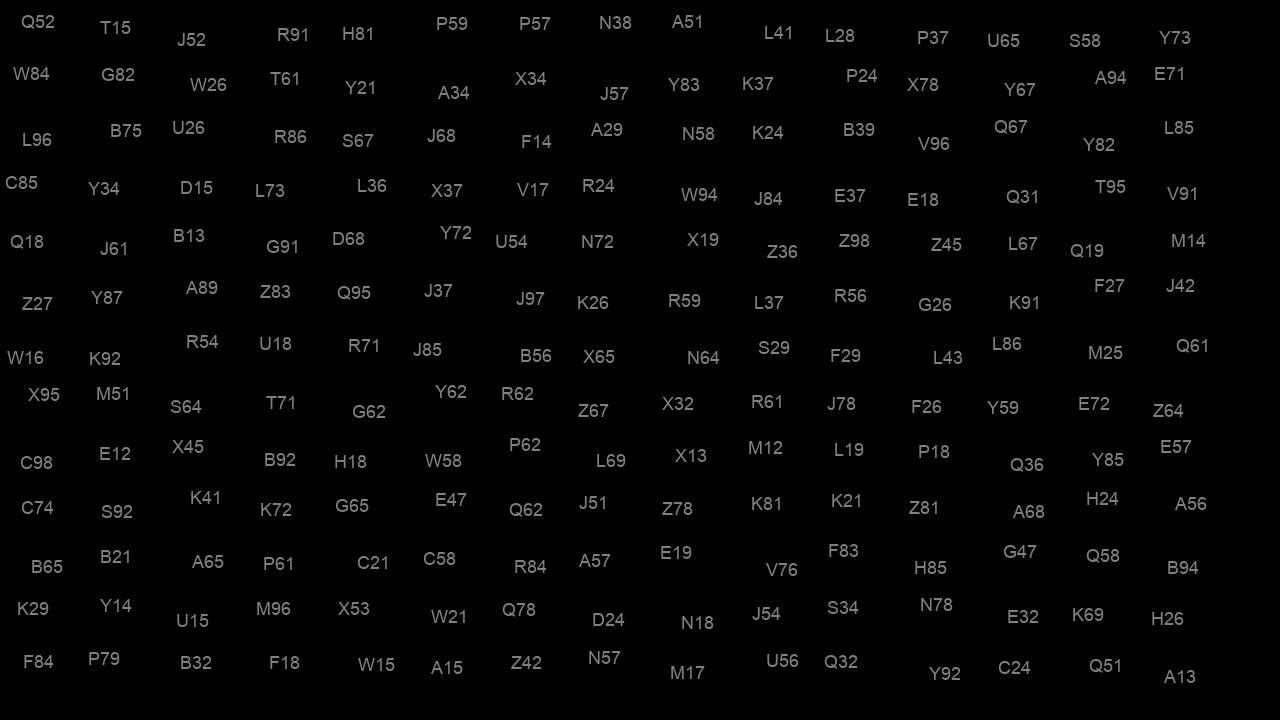 Q52 T15 J52 R91 H81 P59 P57 N38 A51 L41 L28 P37 U65 S58 Y73
W84 G82 W26 T61 Y21 A34 X34 J57 Y83 K37 P24 X78 Y67 A94 E71
L96 B75 U26 R86 S67 J68 F14 A29 N58 K24 B39 V96 Q67 Y82 L85
C85 Y34 D15 L73 L36 X37 V17 R24 W94 J84 E37 E18 Q31 T95 V91
Q18 J61 B13 G91 D68 Y72 U54 N72 X19 Z36 Z98 Z45 L67 Q19 M14
Z27 Y87 A89 Z83 Q95 J37 J97 K26 R59 L37 R56 G26 K91 F27 J42
W16 K92 R54 U18 R71 J85 B56 X65 N64 S29 F29 L43 L86 M25 Q61
X95 M51 S64 T71 G62 Y62 R62 Z67 X32 R61 J78 F26 Y59 E72 Z64
C98 E12 X45 B92 H18 W58 P62 L69 X13 M12 L19 P18 Q36 Y85 E57
C74 S92 K41 K72 G65 E47 Q62 J51 Z78 K81 K21 Z81 A68 H24 A56
B65 B21 A65 P61 C21 C58 R84 A57 E19 V76 F83 H85 G47 Q58 B94
K29 Y14 U15 M96 X53 W21 Q78 D24 N18 J54 S34 N78 E32 K69 H26
F84 P79 B32 F18 W15 A15 Z42 N57 M17 U56 Q32 Y92 C24 Q51 A13